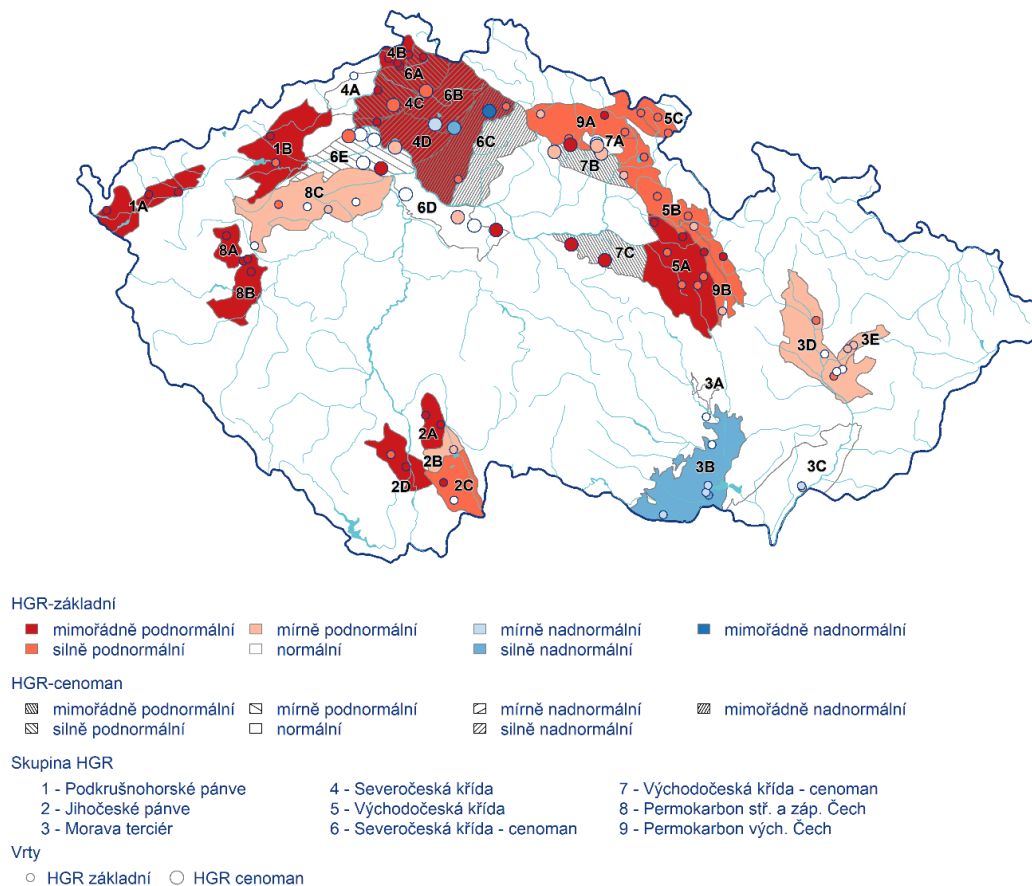 4B
6A
4A
6B
4C
9A
5C
1B
4D
6C
7A
6E
7B
8C
1A
6D
5B
8A
7C
5A
8B
9B
3D
3E
3A
2A
2B
3B
3C
2D
2C
HGR-základní
mimořádně podnormální mírně podnormální mírně nadnormální mimořádně nadnormální
silně podnormální normální silně nadnormální
HGR-cenoman
mimořádně podnormální mírně podnormální mírně nadnormální mimořádně nadnormální
silně podnormální normální silně nadnormální
Skupina HGR
1 - Podkrušnohorské pánve 4 - Severočeská křída 7 - Východočeská křída - cenoman
2 - Jihočeské pánve 5 - Východočeská křída 8 - Permokarbon stř. a záp. Čech
3 - Morava terciér 6 - Severočeská křída - cenoman 9 - Permokarbon vých. Čech
Vrty
HGR základní HGR cenoman